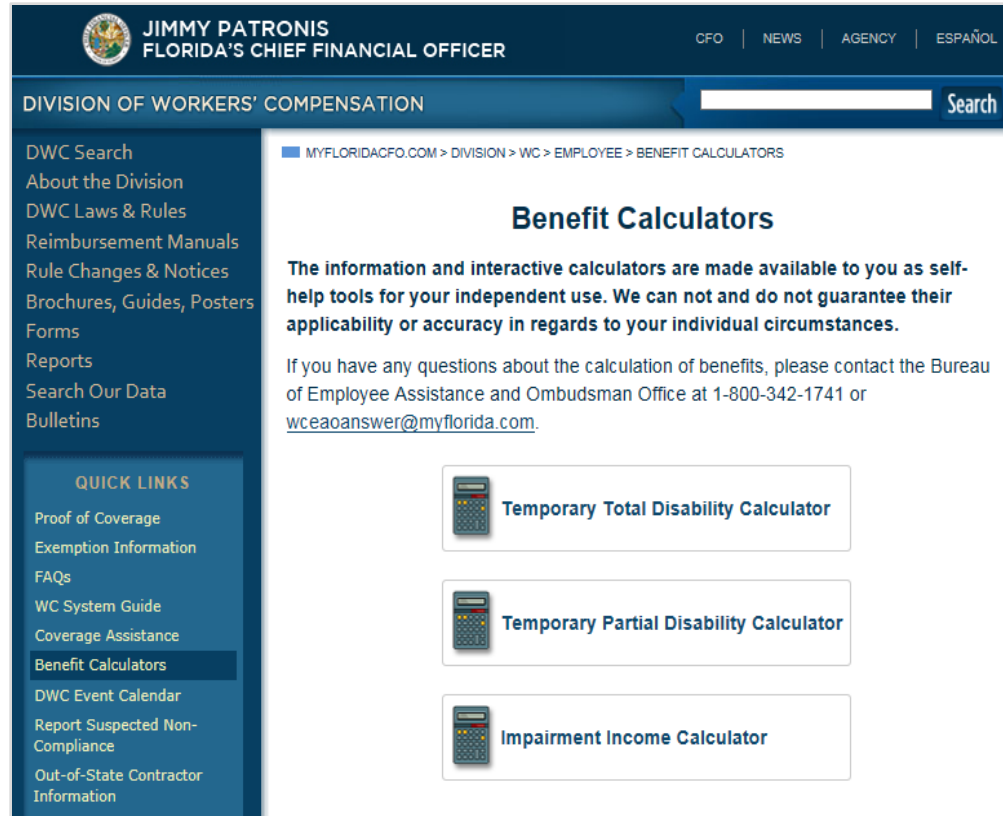 JIMMY PATRONIS
FLORIDA'S CHIEF FINANCIAL OFFICER
CFO | NEWS | AGENCY | ESPAÑOL
DIVISION OF WORKERS' COMPENSATION
Search
DWC Search
About the Division
DWC Laws & Rules
Reimbursement Manuals
Rule Changes & Notices
Brochures, Guides, Posters
Forms
Reports
Search Our Data
Bulletins
QUICK LINKS
Proof of Coverage
Exemption Information
FAQs
WC System Guide
Coverage Assistance
Benefit Calculators
DWC Event Calendar
Report Suspected Non-
Compliance
Out-of-State Contractor
Information
MYFLORIDACFO.COM > DIVISION > WC > EMPLOYEE > BENEFIT CALCULATORS
Benefit Calculators
The information and interactive calculators are made available to you as self-
help tools for your independent use. We can not and do not guarantee their
applicability or accuracy in regards to your individual circumstances.
If you have any questions about the calculation of benefits, please contact the Bureau
of Employee Assistance and Ombudsman Office at 1-800-342-1741 or
wceaoanswer@myflorida.com.
Temporary Total Disability Calculator
Temporary Partial Disability Calculator
Impairment Income Calculator